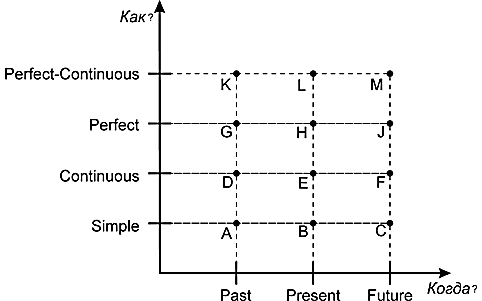 Как?
Perfect-Continuous
K L M
Perfect
G H J
Continuous
D E F
Simple
A B C
Past Present Future
Когда?